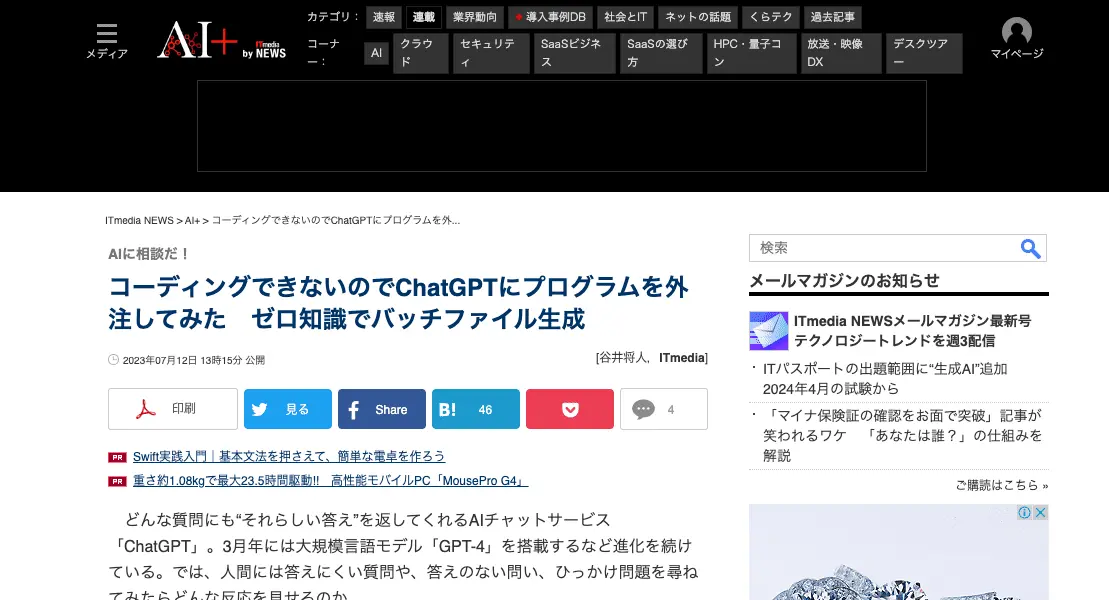 メディア
AI+ by ITmedia NEWS
カテゴリ： 速報 連載 業界動向 導入事例DB 社会とIT ネットの話題 くらテク 過去記事
コーナー： AI クラウド セキュリティ SaaSビジネス SaaSの選び方 HPC・量子コン 放送・映像DX デスクツアー
マイページ
ITmedia NEWS > AI+ > コーディングできないのでChatGPTにプログラムを外...
AIに相談だ！
コーディングできないのでChatGPTにプログラムを外
注してみた　ゼロ知識でバッチファイル生成
2023年07月12日 13時15分 公開
[谷井将人，ITmedia]
印刷 見る Share B! 46 4
PR Swift実践入門｜基本文法を押さえて、簡単な電卓を作ろう
PR 重さ約1.08kgで最大23.5時間駆動!!　高性能モバイルPC「MousePro G4」
どんな質問にも“それらしい答え”を返してくれるAIチャットサービス
「ChatGPT」。3月年には大規模言語モデル「GPT-4」を搭載するなど進化を続け
ている。では、人間には答えにくい質問や、答えのない問い、ひっかけ問題を尋ね
てみたらどんな反応を見せるのか。
検索
メールマガジンのお知らせ
ITmedia NEWSメールマガジン最新号
テクノロジートレンドを週3配信
・ITパスポートの出題範囲に“生成AI”追加
2024年4月の試験から
・「マイナ保険証の確認をお面で突破」記事が
笑われるワケ　「あなたは誰？」の仕組みを
解説
ご購読はこちら »